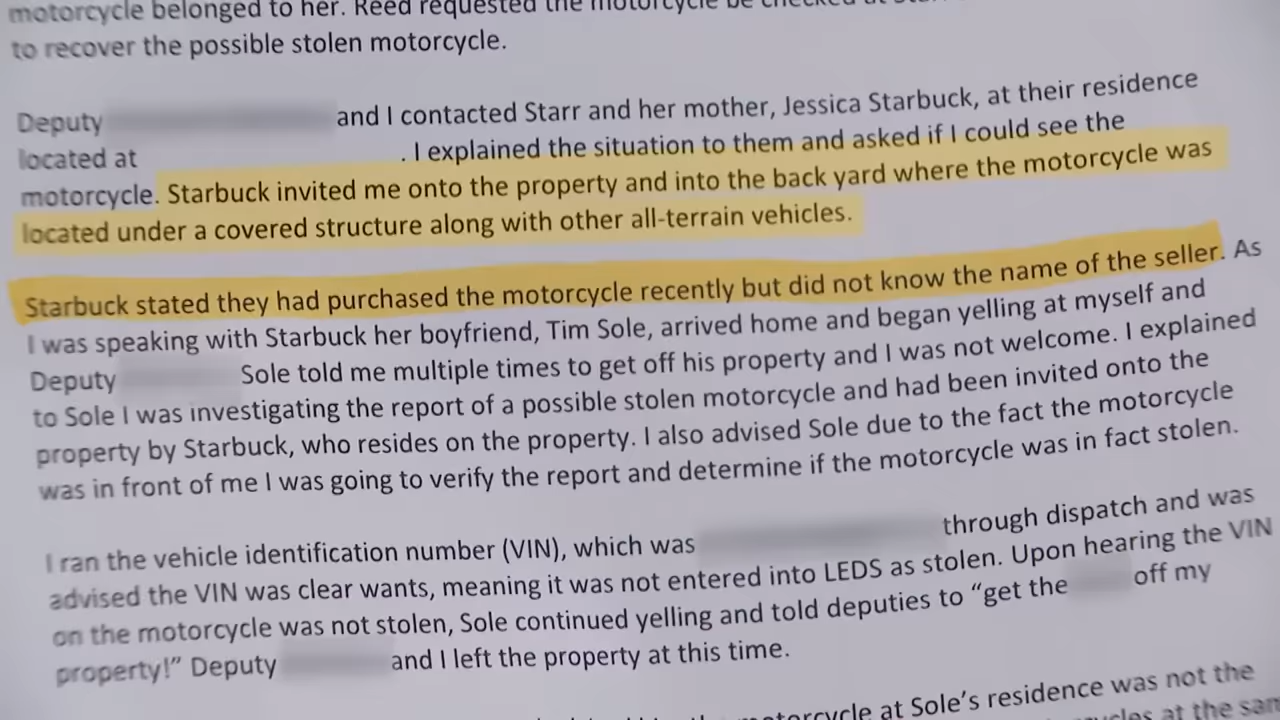 motorcycle belonged to her. Reed requested the motorcycle be checked at
to recover the possible stolen motorcycle.
Deputy and I contacted Starr and her mother, Jessica Starbuck, at their residence
located at . I explained the situation to them and asked if I could see the
motorcycle. Starbuck invited me onto the property and into the back yard where the motorcycle was
located under a covered structure along with other all-terrain vehicles.
Starbuck stated they had purchased the motorcycle recently but did not know the name of the seller. As
I was speaking with Starbuck her boyfriend, Tim Sole, arrived home and began yelling at myself and
Deputy Sole told me multiple times to get off his property and I was not welcome. I explained
to Sole I was investigating the report of a possible stolen motorcycle and had been invited onto the
property by Starbuck, who resides on the property. I also advised Sole due to the fact the motorcycle
was in front of me I was going to verify the report and determine if the motorcycle was in fact stolen.
I ran the vehicle identification number (VIN), which was through dispatch and was
advised the VIN was clear wants, meaning it was not entered into LEDS as stolen. Upon hearing the VIN
on the motorcycle was not stolen, Sole continued yelling and told deputies to “get the off my
property!” Deputy and I left the property at this time.
motorcycle at Sole’s residence was not the
at the